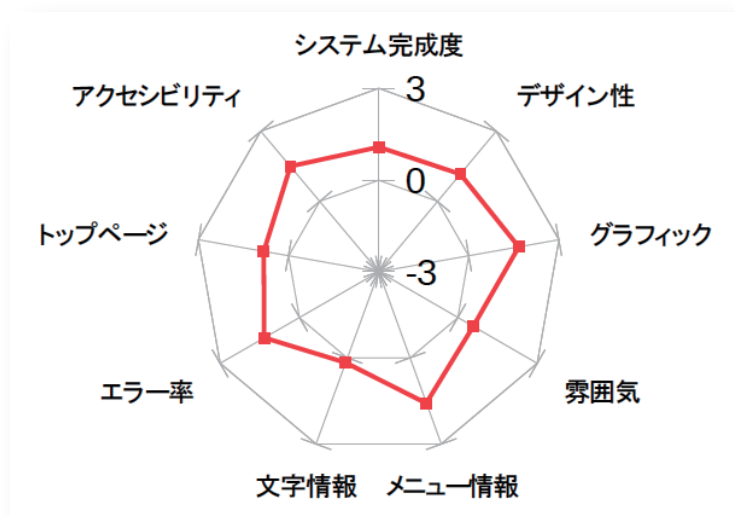 システム完成度
アクセシビリティ
3
デザイン性
0
トップページ
グラフィック
-3
エラー率
雰囲気
文字情報
メニュー情報